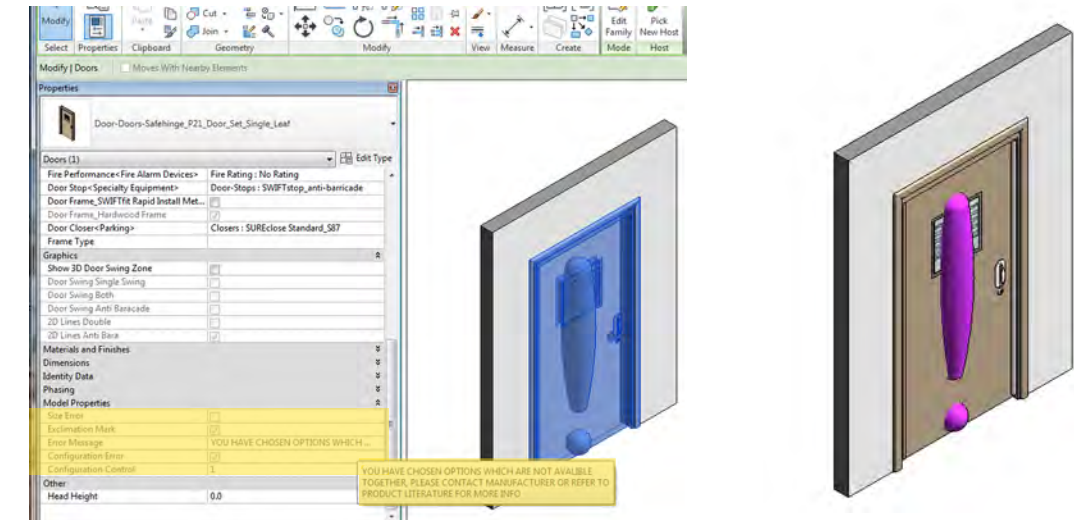 Modify
Paste
Cut
Join
Edit Family
Pick New Host
Select
Properties
Clipboard
Geometry
Modify
View
Measure
Create
Mode
Host
Modify | Doors
Moves With Nearby Elements
Properties
Door-Doors-Safehinge_P21_Door_Set_Single_Leaf
Doors (1)
Edit Type
Fire Performance<Fire Alarm Devices> Fire Rating : No Rating
Door Stop<Specialty Equipment> Door-Stops : SWIFTstop_anti-barricade
Door Frame_SWIFTfit Rapid Install Met...
Door Frame_Hardwood Frame
Door Closer<Parking> Closers : SUREclose Standard_S87
Frame Type
Graphics
Show 3D Door Swing Zone
Door Swing Single Swing
Door Swing Both
Door Swing Anti Baracade
2D Lines Double
2D Lines Anti Bara
Materials and Finishes
Dimensions
Identity Data
Phasing
Model Properties
Size Error
Exclimation Mark
Error Message YOU HAVE CHOSEN OPTIONS WHICH ...
Configuration Error
Configuration Control 1
YOU HAVE CHOSEN OPTIONS WHICH ARE NOT AVALIBLE
TOGETHER, PLEASE CONTACT MANUFACTURER OR REFER TO
PRODUCT LITERATURE FOR MORE INFO
Other
Head Height 0.0